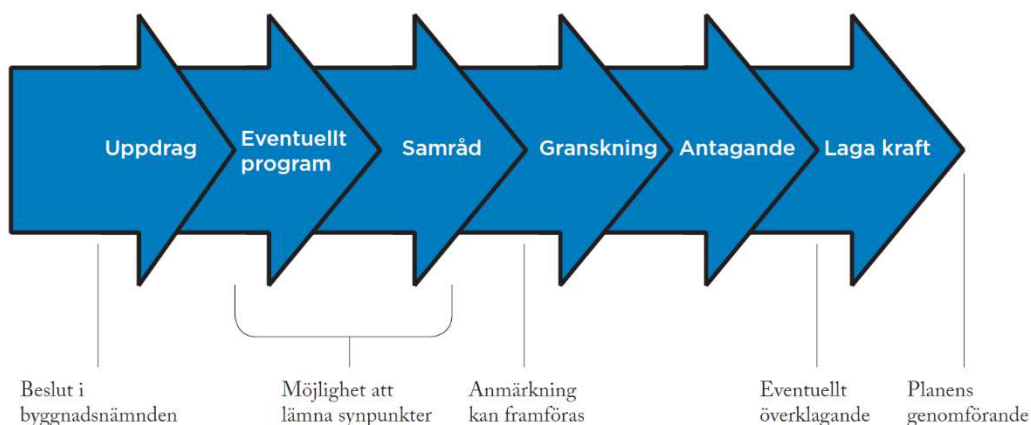 Uppdrag
Eventuellt
program
Samråd
Granskning
Antagande
Laga kraft
Beslut i
byggnadsnämnden
Möjlighet att
lämna synpunkter
Anmärkning
kan framföras
Eventuellt
överklagande
Planens
genomförande